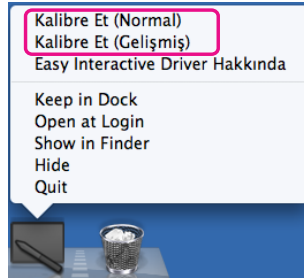 Kalibre Et (Normal)
Kalibre Et (Gelişmiş)
Easy Interactive Driver Hakkında
Keep in Dock
Open at Login
Show in Finder
Hide
Quit